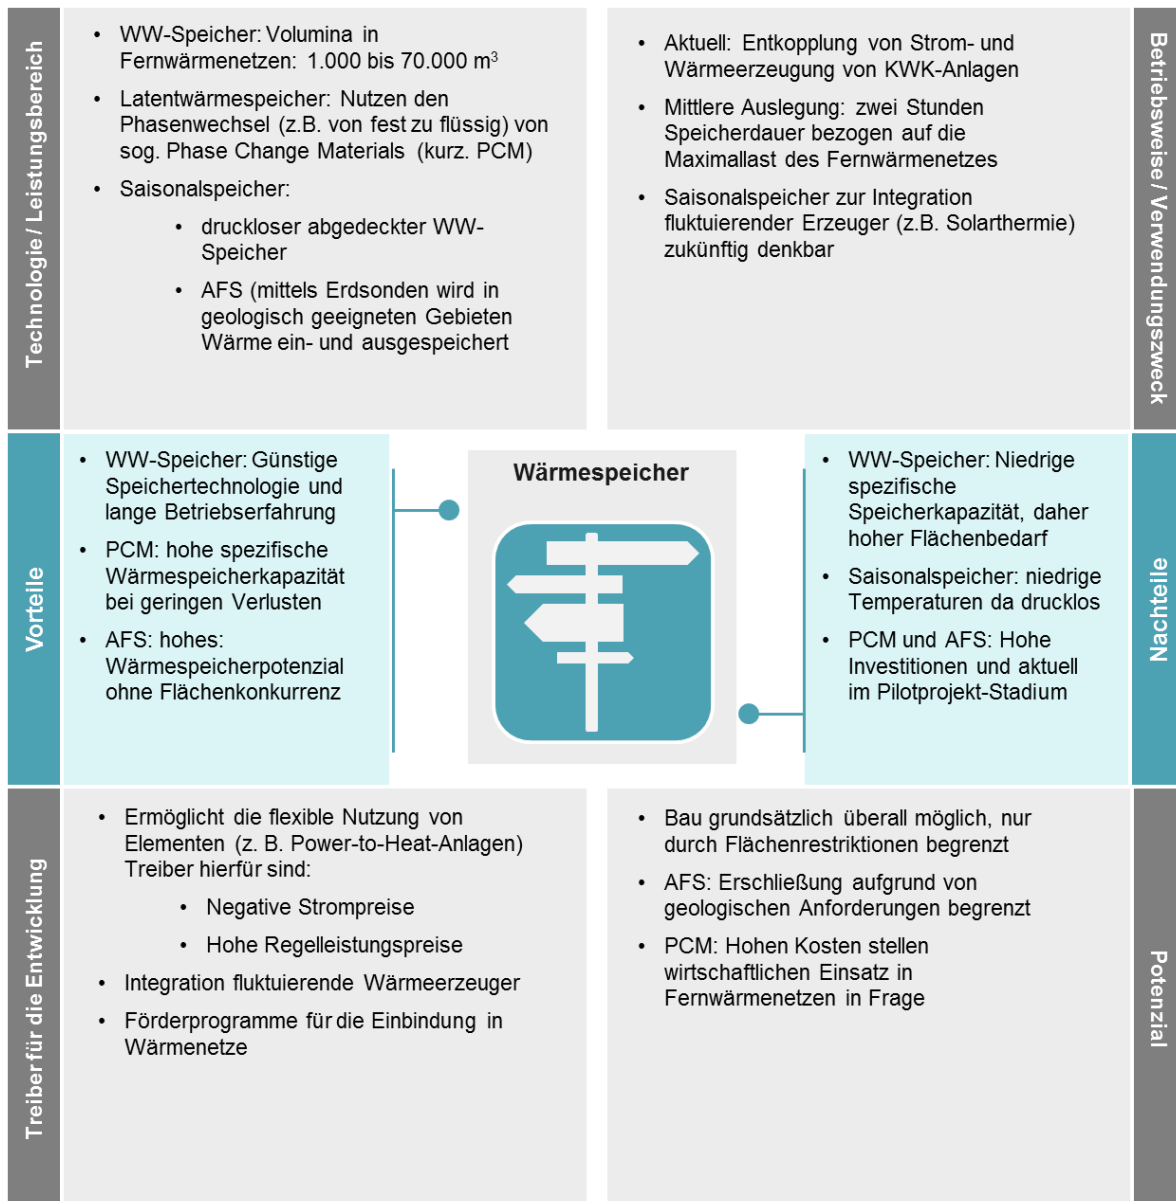 Technologie / Leistungsbereich
• WW-Speicher: Volumina in
Fernwärmenetzen: 1.000 bis 70.000 m³
• Latentwärmespeicher: Nutzen den
Phasenwechsel (z.B. von fest zu flüssig) von
sog. Phase Change Materials (kurz. PCM)
• Saisonalspeicher:
• druckloser abgedeckter WW-
Speicher
• AFS (mittels Erdsonden wird in
geologisch geeigneten Gebieten
Wärme ein- und ausgespeichert
Betriebsweise / Verwendungszweck
• Aktuell: Entkopplung von Strom- und
Wärmeerzeugung von KWK-Anlagen
• Mittlere Auslegung: zwei Stunden
Speicherdauer bezogen auf die
Maximallast des Fernwärmenetzes
• Saisonalspeicher zur Integration
fluktuierender Erzeuger (z.B. Solarthermie)
zukünftig denkbar
Vorteile
• WW-Speicher: Günstige
Speichertechnologie und
lange Betriebserfahrung
• PCM: hohe spezifische
Wärmespeicherkapazität
bei geringen Verlusten
• AFS: hohes:
Wärmespeicherpotenzial
ohne Flächenkonkurrenz
Wärmespeicher
Nachteile
• WW-Speicher: Niedrige
spezifische
Speicherkapazität, daher
hoher Flächenbedarf
• Saisonalspeicher: niedrige
Temperaturen da drucklos
• PCM und AFS: Hohe
Investitionen und aktuell
im Pilotprojekt-Stadium
Treiber für die Entwicklung
• Ermöglicht die flexible Nutzung von
Elementen (z. B. Power-to-Heat-Anlagen)
Treiber hierfür sind:
• Negative Strompreise
• Hohe Regelleistungspreise
• Integration fluktuierende Wärmeerzeuger
• Förderprogramme für die Einbindung in
Wärmenetze
Potenzial
• Bau grundsätzlich überall möglich, nur
durch Flächenrestriktionen begrenzt
• AFS: Erschließung aufgrund von
geologischen Anforderungen begrenzt
• PCM: Hohen Kosten stellen
wirtschaftlichen Einsatz in
Fernwärmenetzen in Frage